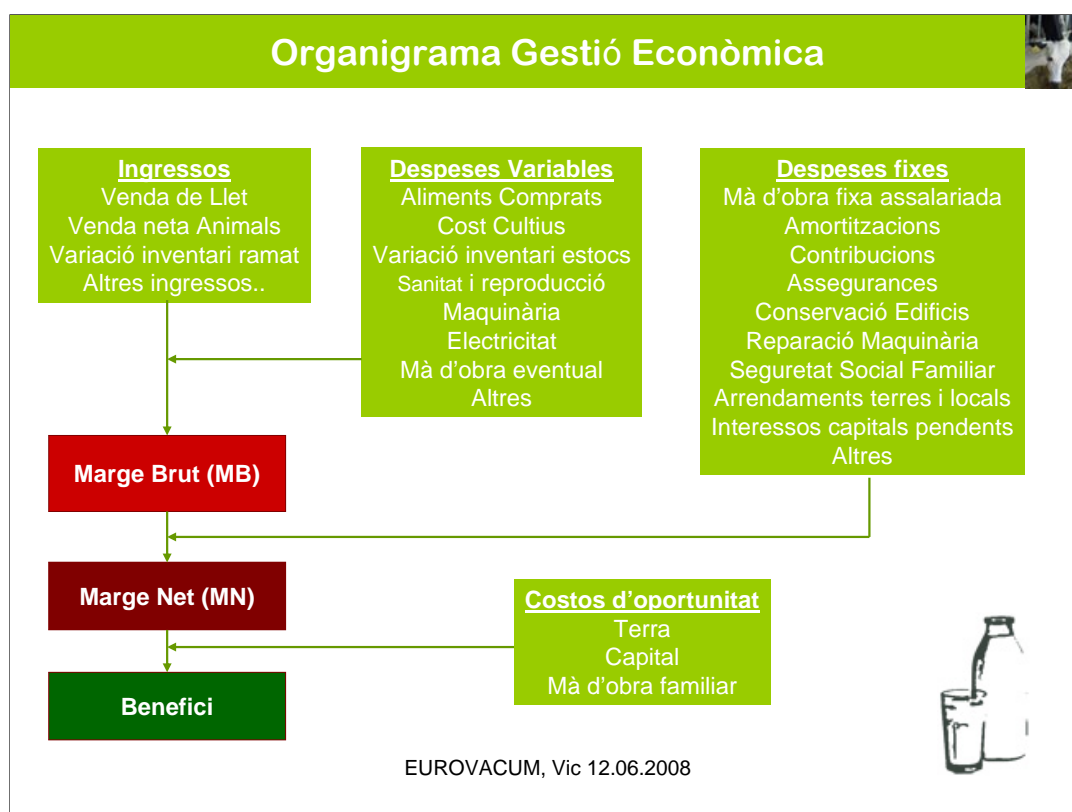 Organigrama Gestió Econòmica
Ingressos
Venda de Llet
Venda neta Animals
Variació inventari ramat
Altres ingressos..
Despeses Variables
Aliments Comprats
Cost Cultius
Variació inventari estocs
Sanitat i reproducció
Maquinària
Electricitat
Mà d’obra eventual
Altres
Despeses fixes
Mà d’obra fixa assalariada
Amortitzacions
Contribucions
Assegurances
Conservació Edificis
Reparació Maquinària
Seguretat Social Familiar
Arrendaments terres i locals
Interessos capitals pendents
Altres
Marge Brut (MB)
Marge Net (MN)
Costos d’oportunitat
Terra
Capital
Mà d’obra familiar
Benefici
EUROVACUM, Vic 12.06.2008